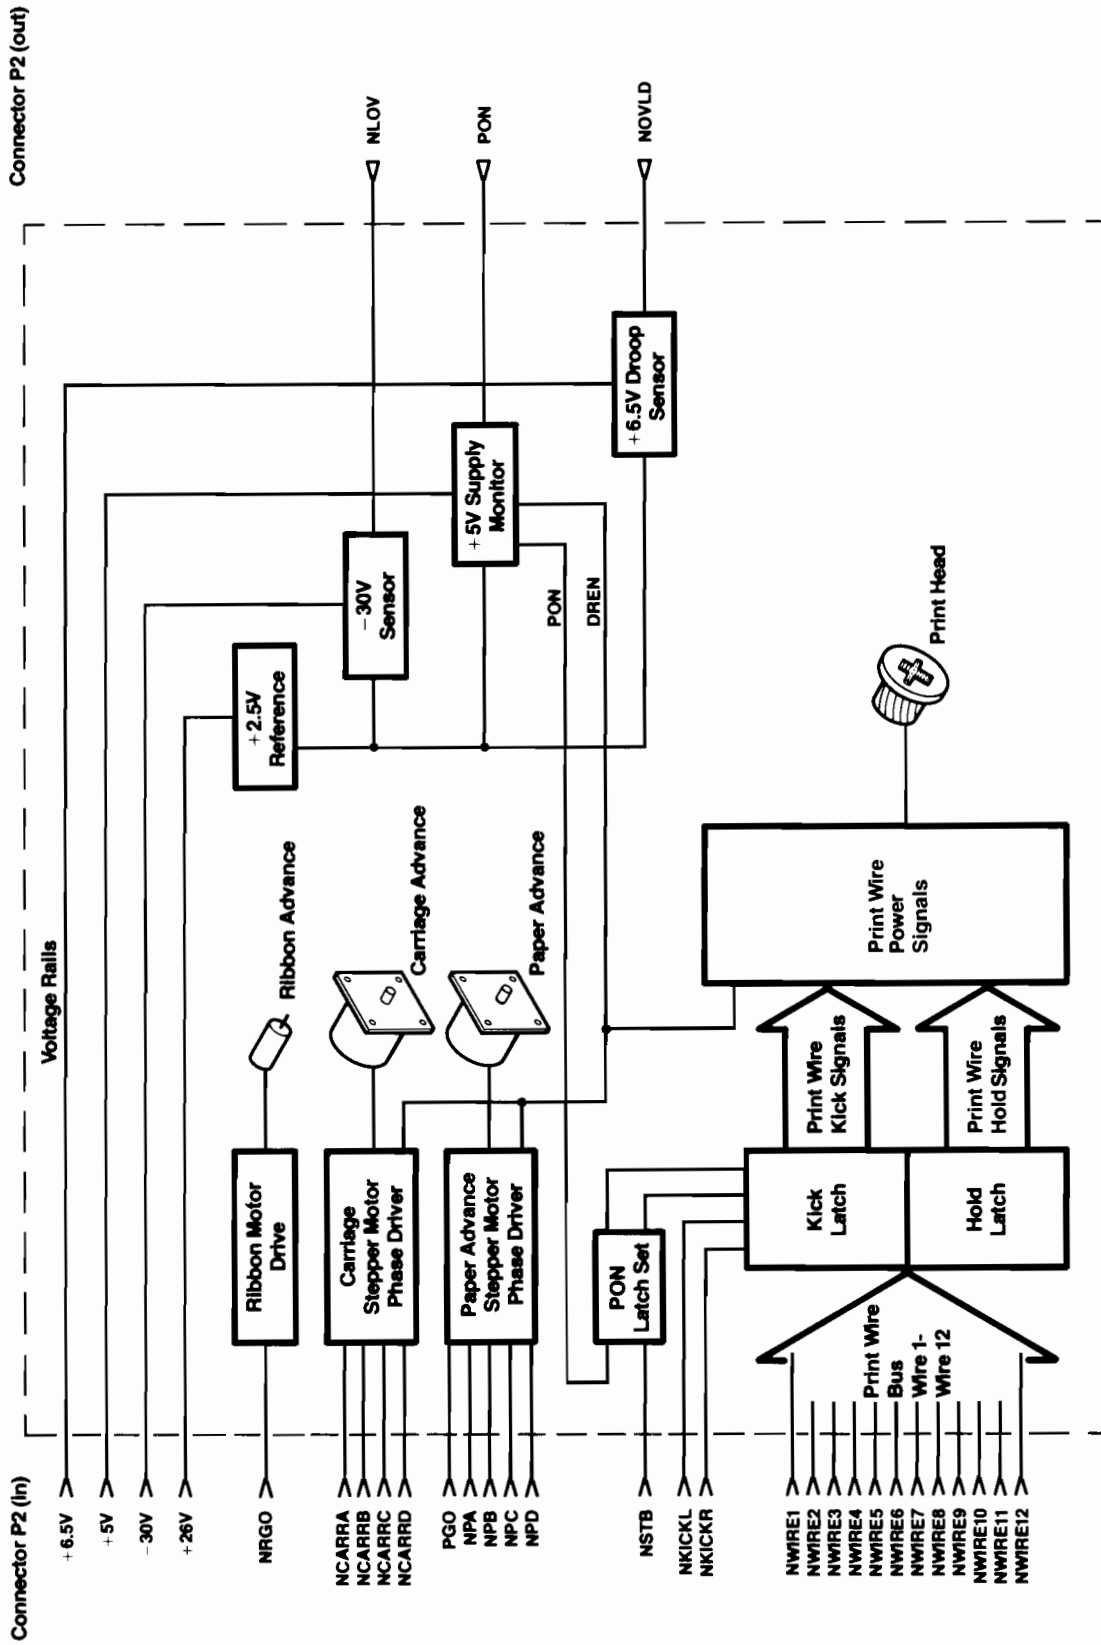 Connector P2 (in)
Connector P2 (out)
Voltage Rails
+6.5V
+5V
-30V
+26V
NRGO
NCARRA
NCARRB
NCARRC
NCARRD
PGO
NPA
NPB
NPC
NPD
NSTB
NKICKL
NKICKR
NWIRE1
NWIRE2
NWIRE3
NWIRE4
NWIRE5
NWIRE6
NWIRE7
NWIRE8
NWIRE9
NWIRE10
NWIRE11
NWIRE12
Ribbon Motor
Drive
Ribbon Advance
Carriage
Stepper Motor
Phase Driver
Carriage Advance
Paper Advance
Stepper Motor
Phase Driver
Paper Advance
+2.5V
Reference
-30V
Sensor
+5V Supply
Monitor
+6.5V Droop
Sensor
NLOV
PON
NOVLD
PON
DREN
PON
Latch Set
Print Wire
Bus
Wire 1-
Wire 12
Kick
Latch
Hold
Latch
Print Wire
Kick Signals
Print Wire
Hold Signals
Print Wire
Power
Signals
Print Head